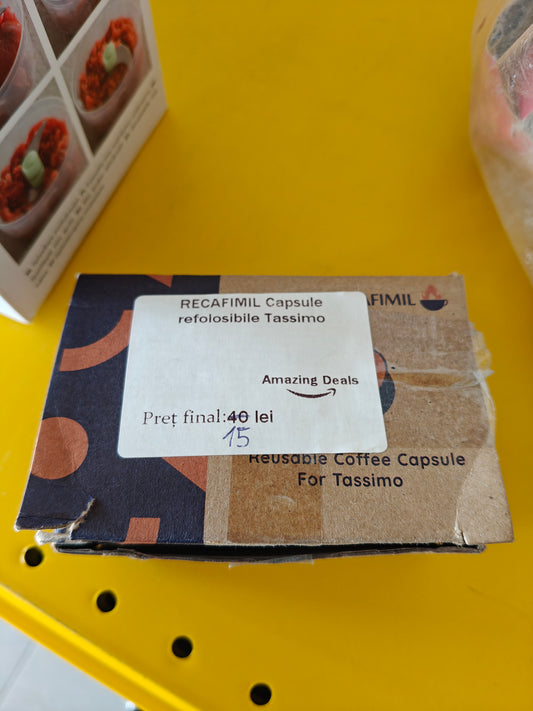 RECAFIMIL Capsule
refolosibile Tassimo
Amazing Deals
Preț final:40 lei
15
AFIMIL
Reusable Coffee Capsule
For Tassimo